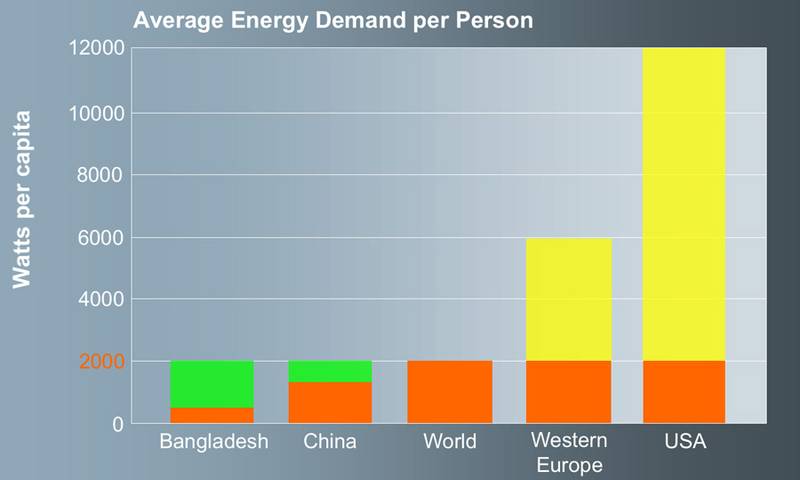 Average Energy Demand per Person
Watts per capita
12000
10000
8000
6000
4000
2000
0
Bangladesh
China
World
Western
Europe
USA